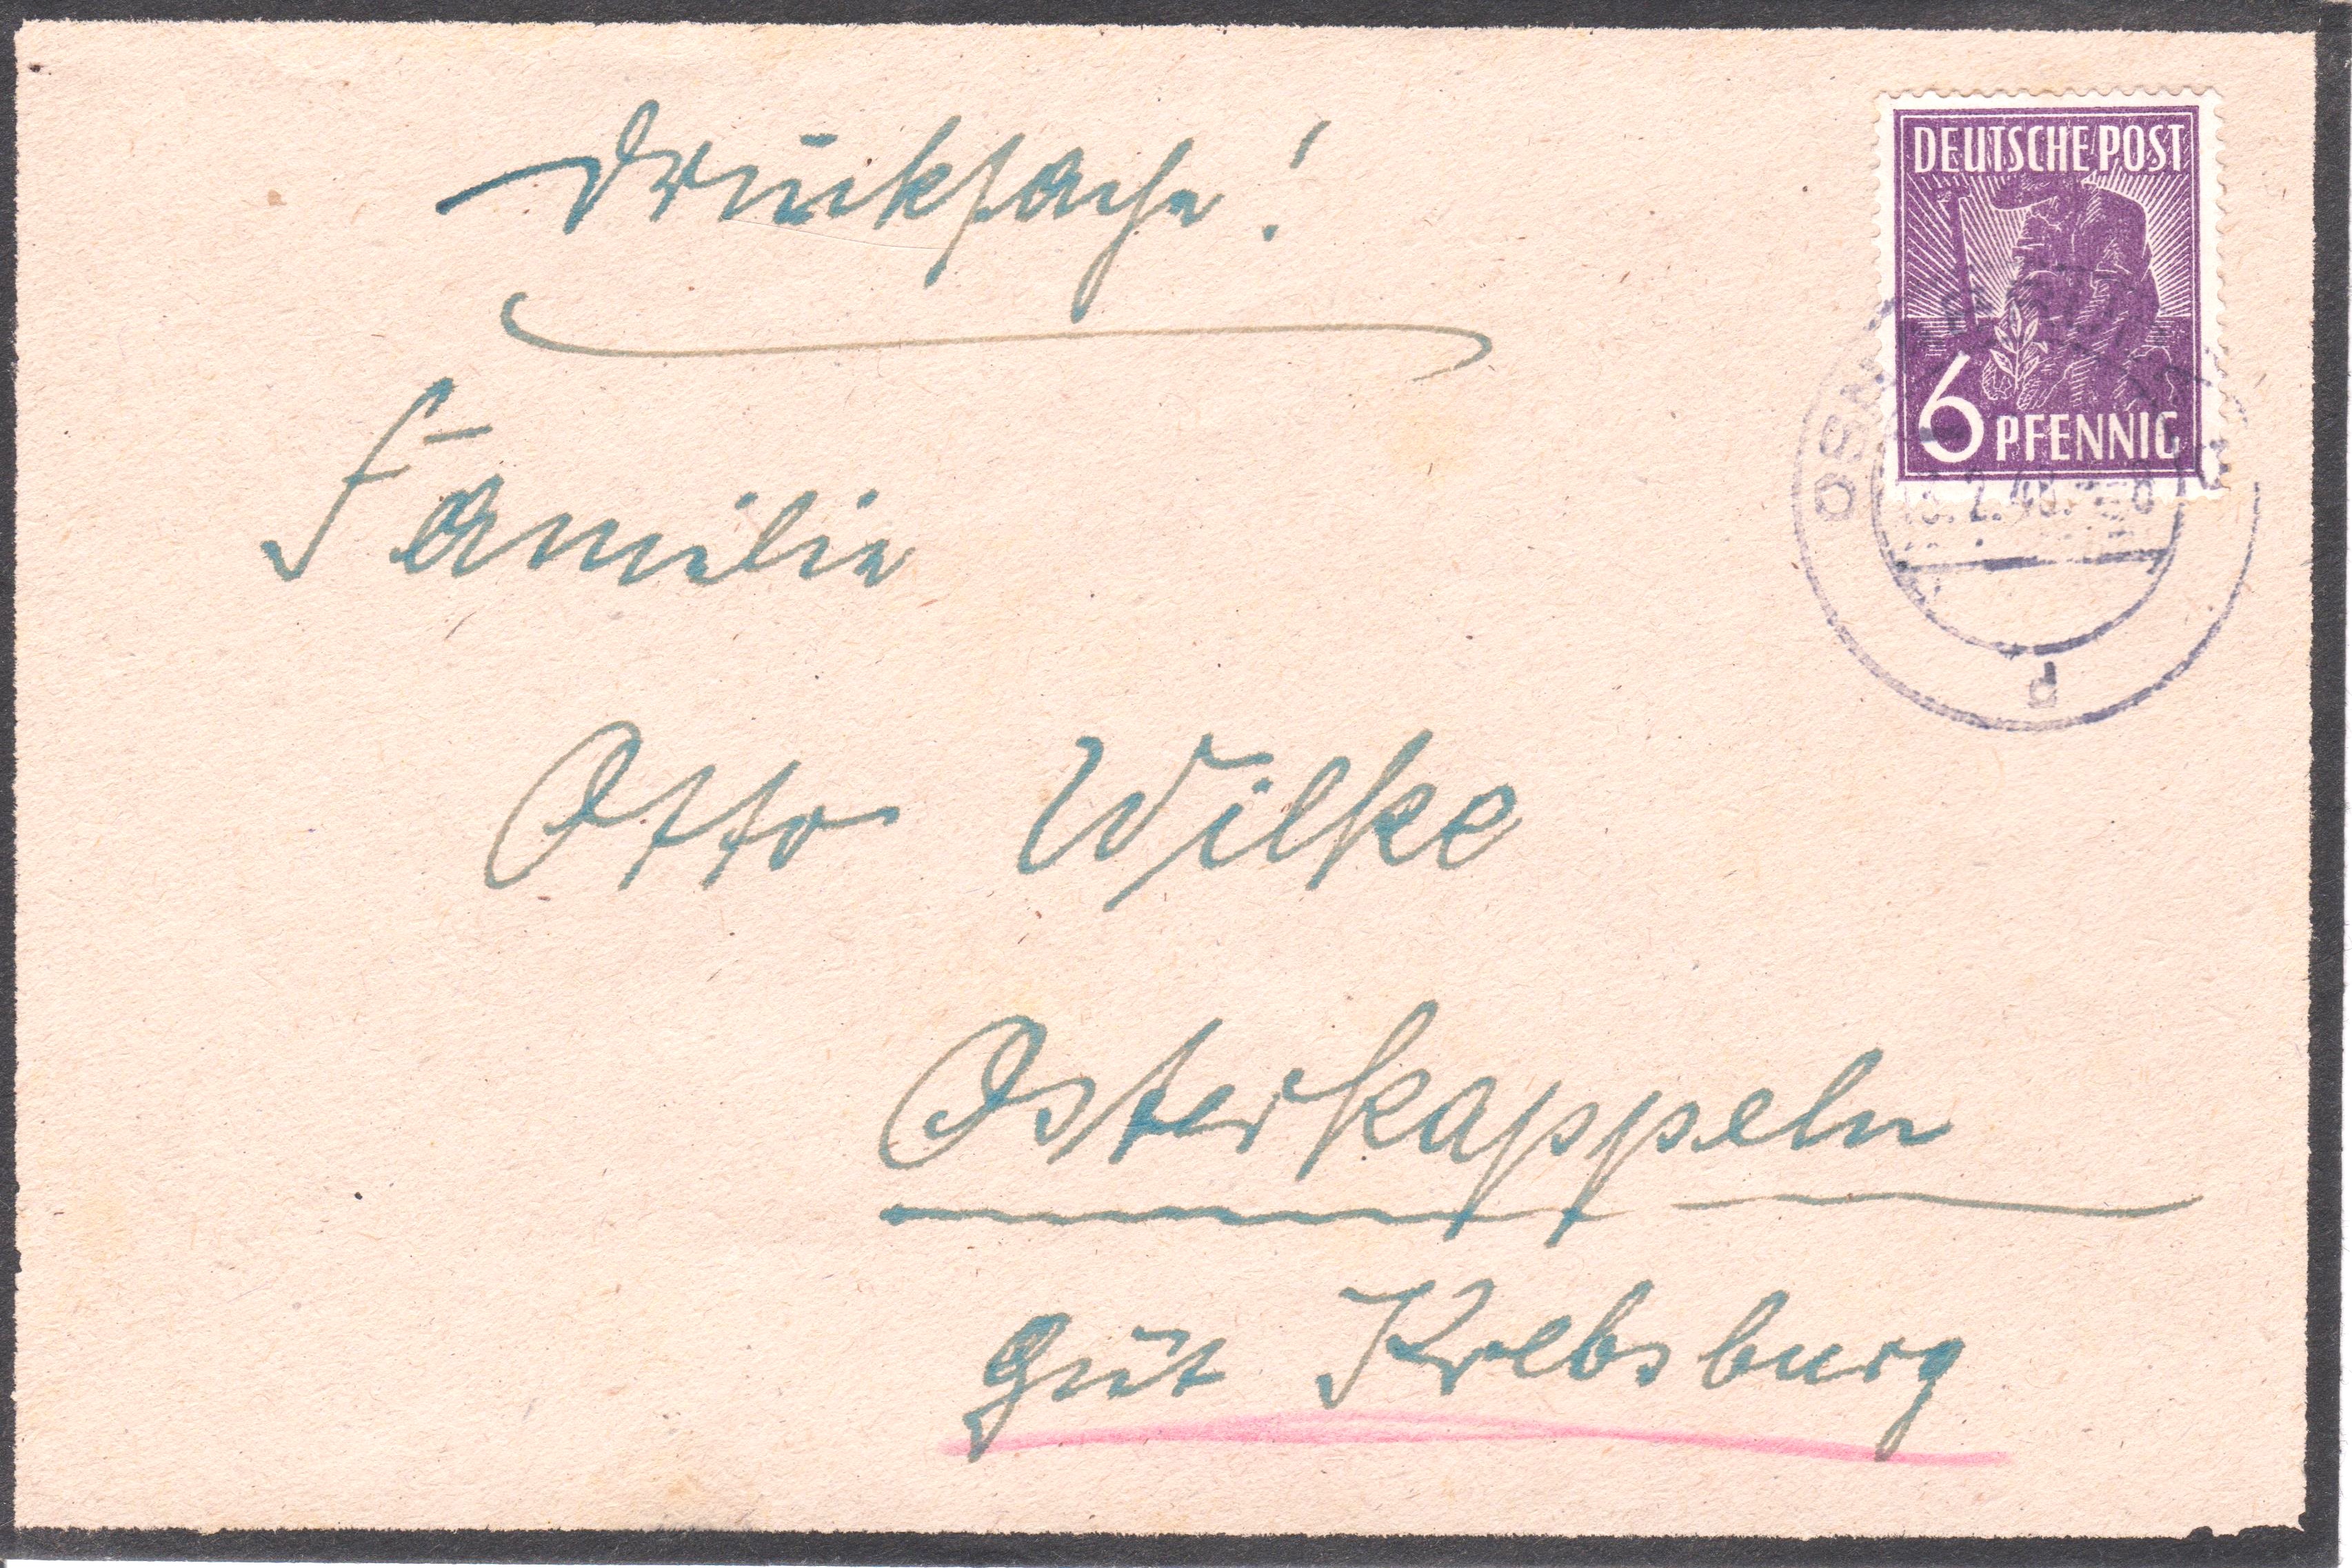 Drucksache!
DEUTSCHE POST
6 PFENNIG
Familie
Otto Wilke
Osterkappeln
Gut Krebsburg
d